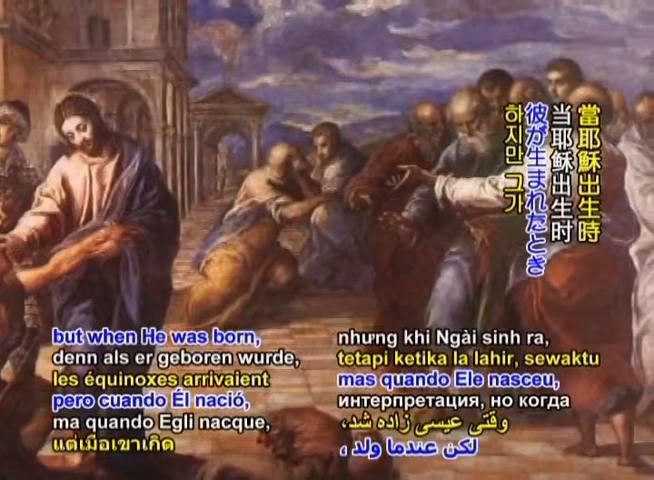 當耶穌出生時
当耶稣出生时
彼が生まれたとき
하지만 그가
but when He was born,
denn als er geboren wurde,
les équinoxes arrivaient
pero cuando Él nació,
ma quando Egli nacque,
แต่เมื่อเขาเกิด
nhưng khi Ngài sinh ra,
tetapi ketika Ia lahir, sewaktu
mas quando Ele nasceu,
интерпретация, но когда
وقتی عیسی زاده شد،
لكن عندما ولد ،